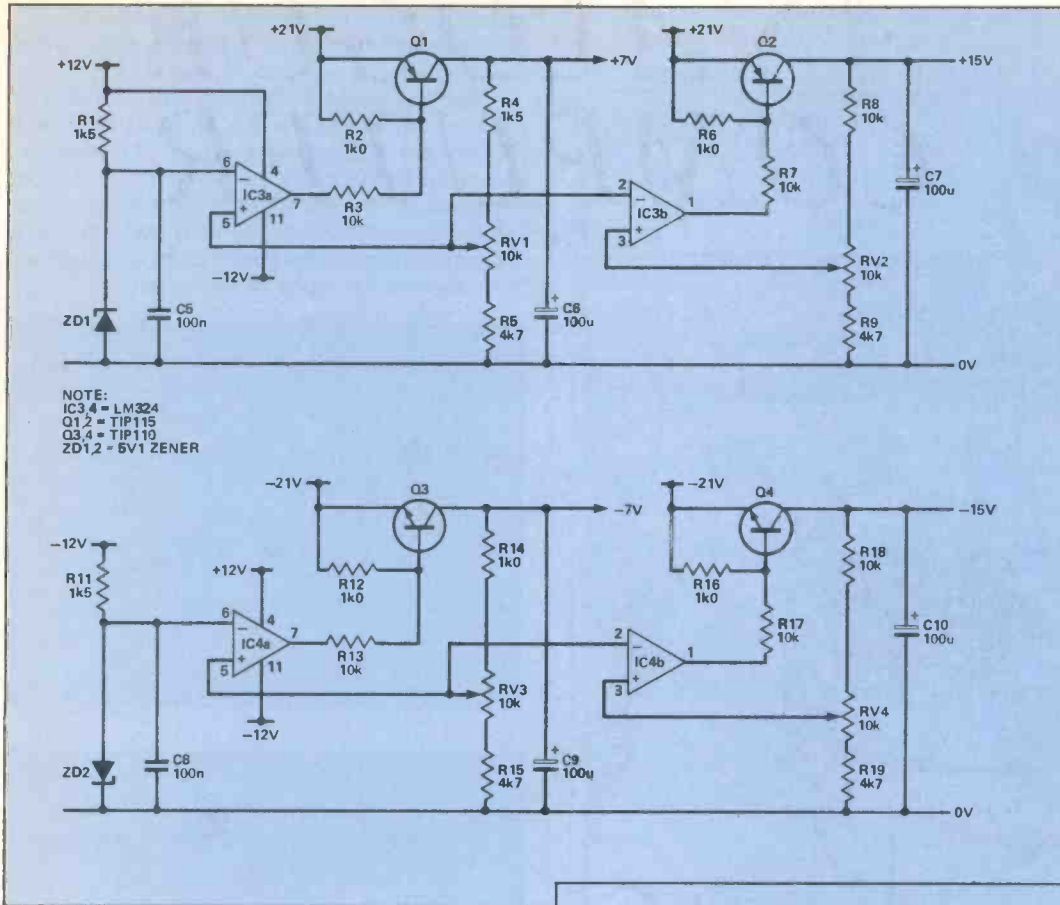 +12V
R1
1k5
ZD1
C5
100n
6
5
4
11
7
IC3a
−12V
+21V
Q1
R2
1k0
R3
10k
R4
1k5
RV1
10k
R5
4k7
C6
100u
+
+7V
+21V
Q2
R6
1k0
R7
10k
2
3
1
IC3b
R8
10k
RV2
10k
R9
4k7
C7
100u
+
+15V
0V
NOTE:
IC3,4 = LM324
Q1,2 = TIP115
Q3,4 = TIP110
ZD1,2 = 5V1 ZENER
−12V
R11
1k5
ZD2
C8
100n
+12V
6
5
4
11
7
IC4a
−12V
−21V
Q3
R12
1k0
R13
10k
R14
1k0
RV3
10k
R15
4k7
C9
100u
+
−7V
−21V
Q4
R16
1k0
R17
10k
2
3
1
IC4b
R18
10k
RV4
10k
R19
4k7
C10
100u
+
−15V
0V